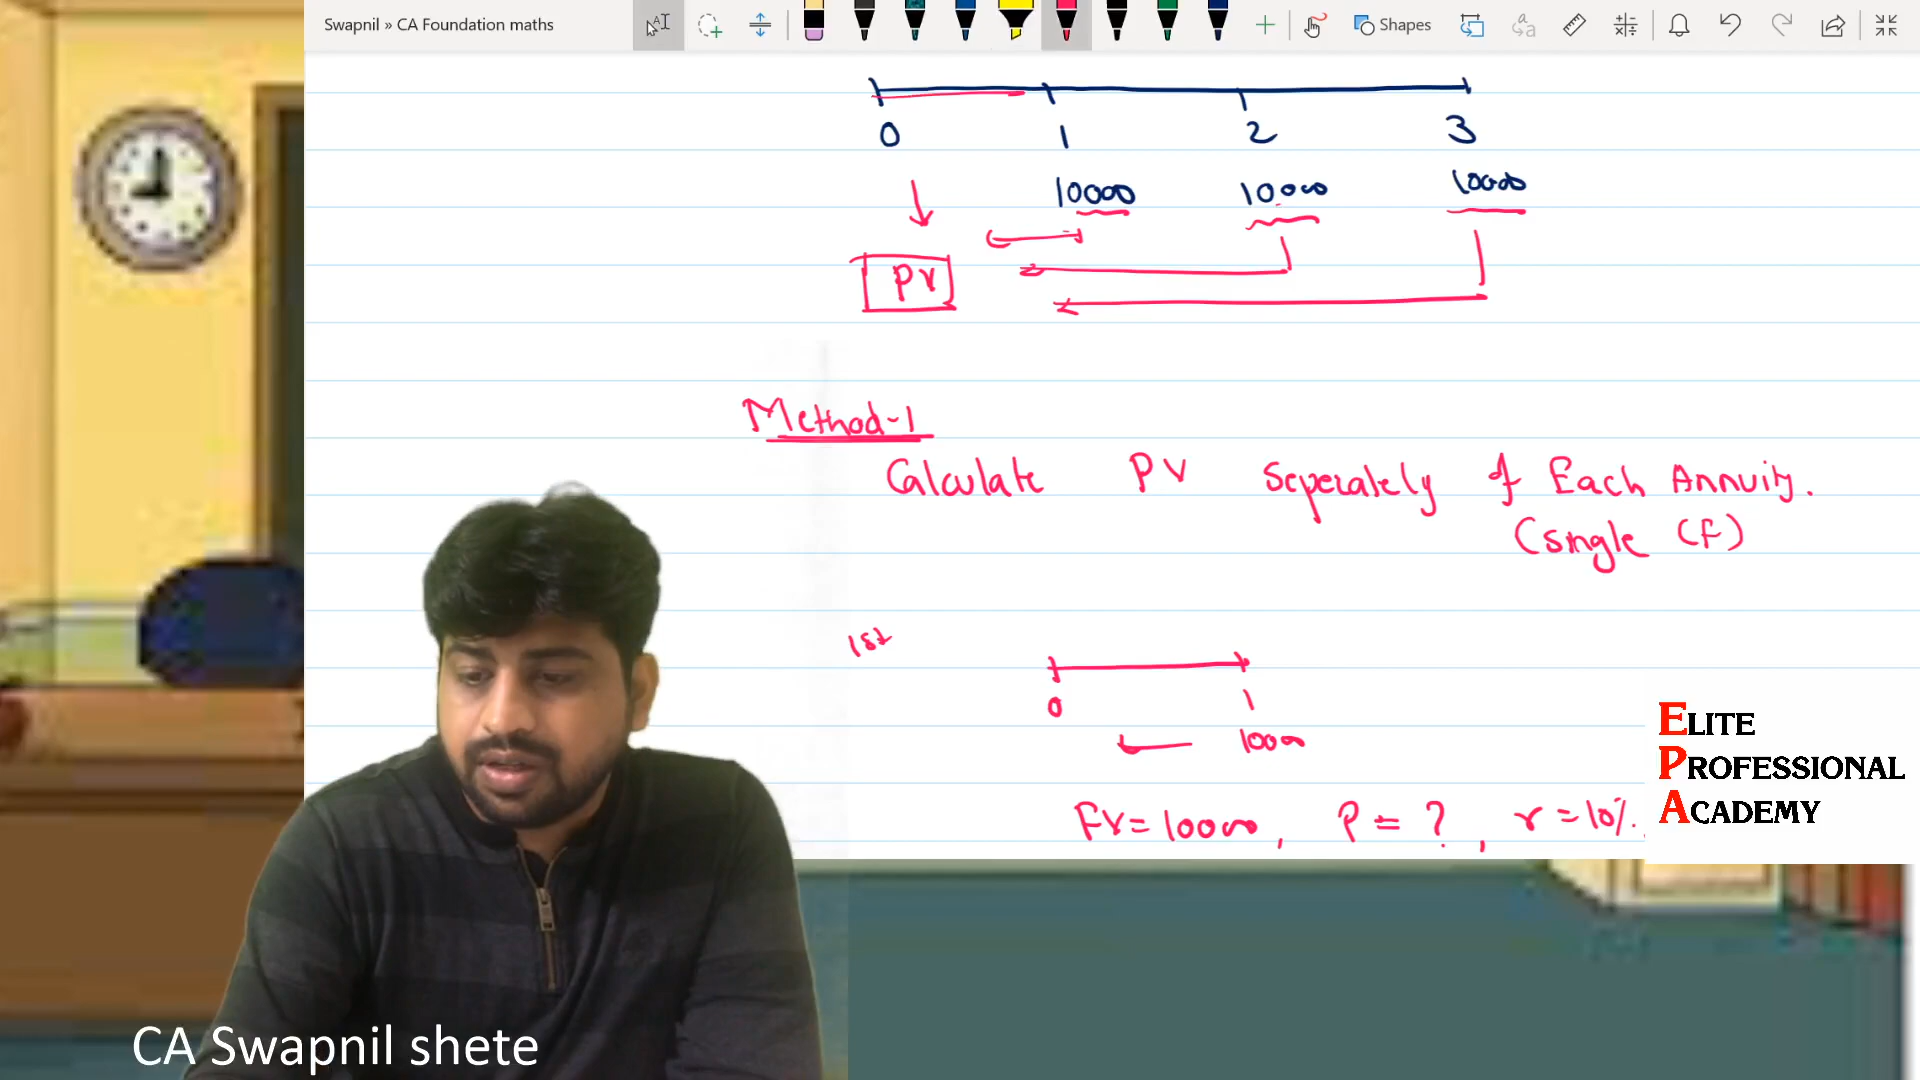 Swapnil » CA Foundation maths
Shapes
0 1 2 3
10000 10000 10000
PV
Method-1
Calculate PV Seperately of Each Annuity.
(Single CF)
1st
0 1
10000
FV = 10000, P = ?, r = 10%.
ELITE
PROFESSIONAL
ACADEMY
CA Swapnil shete